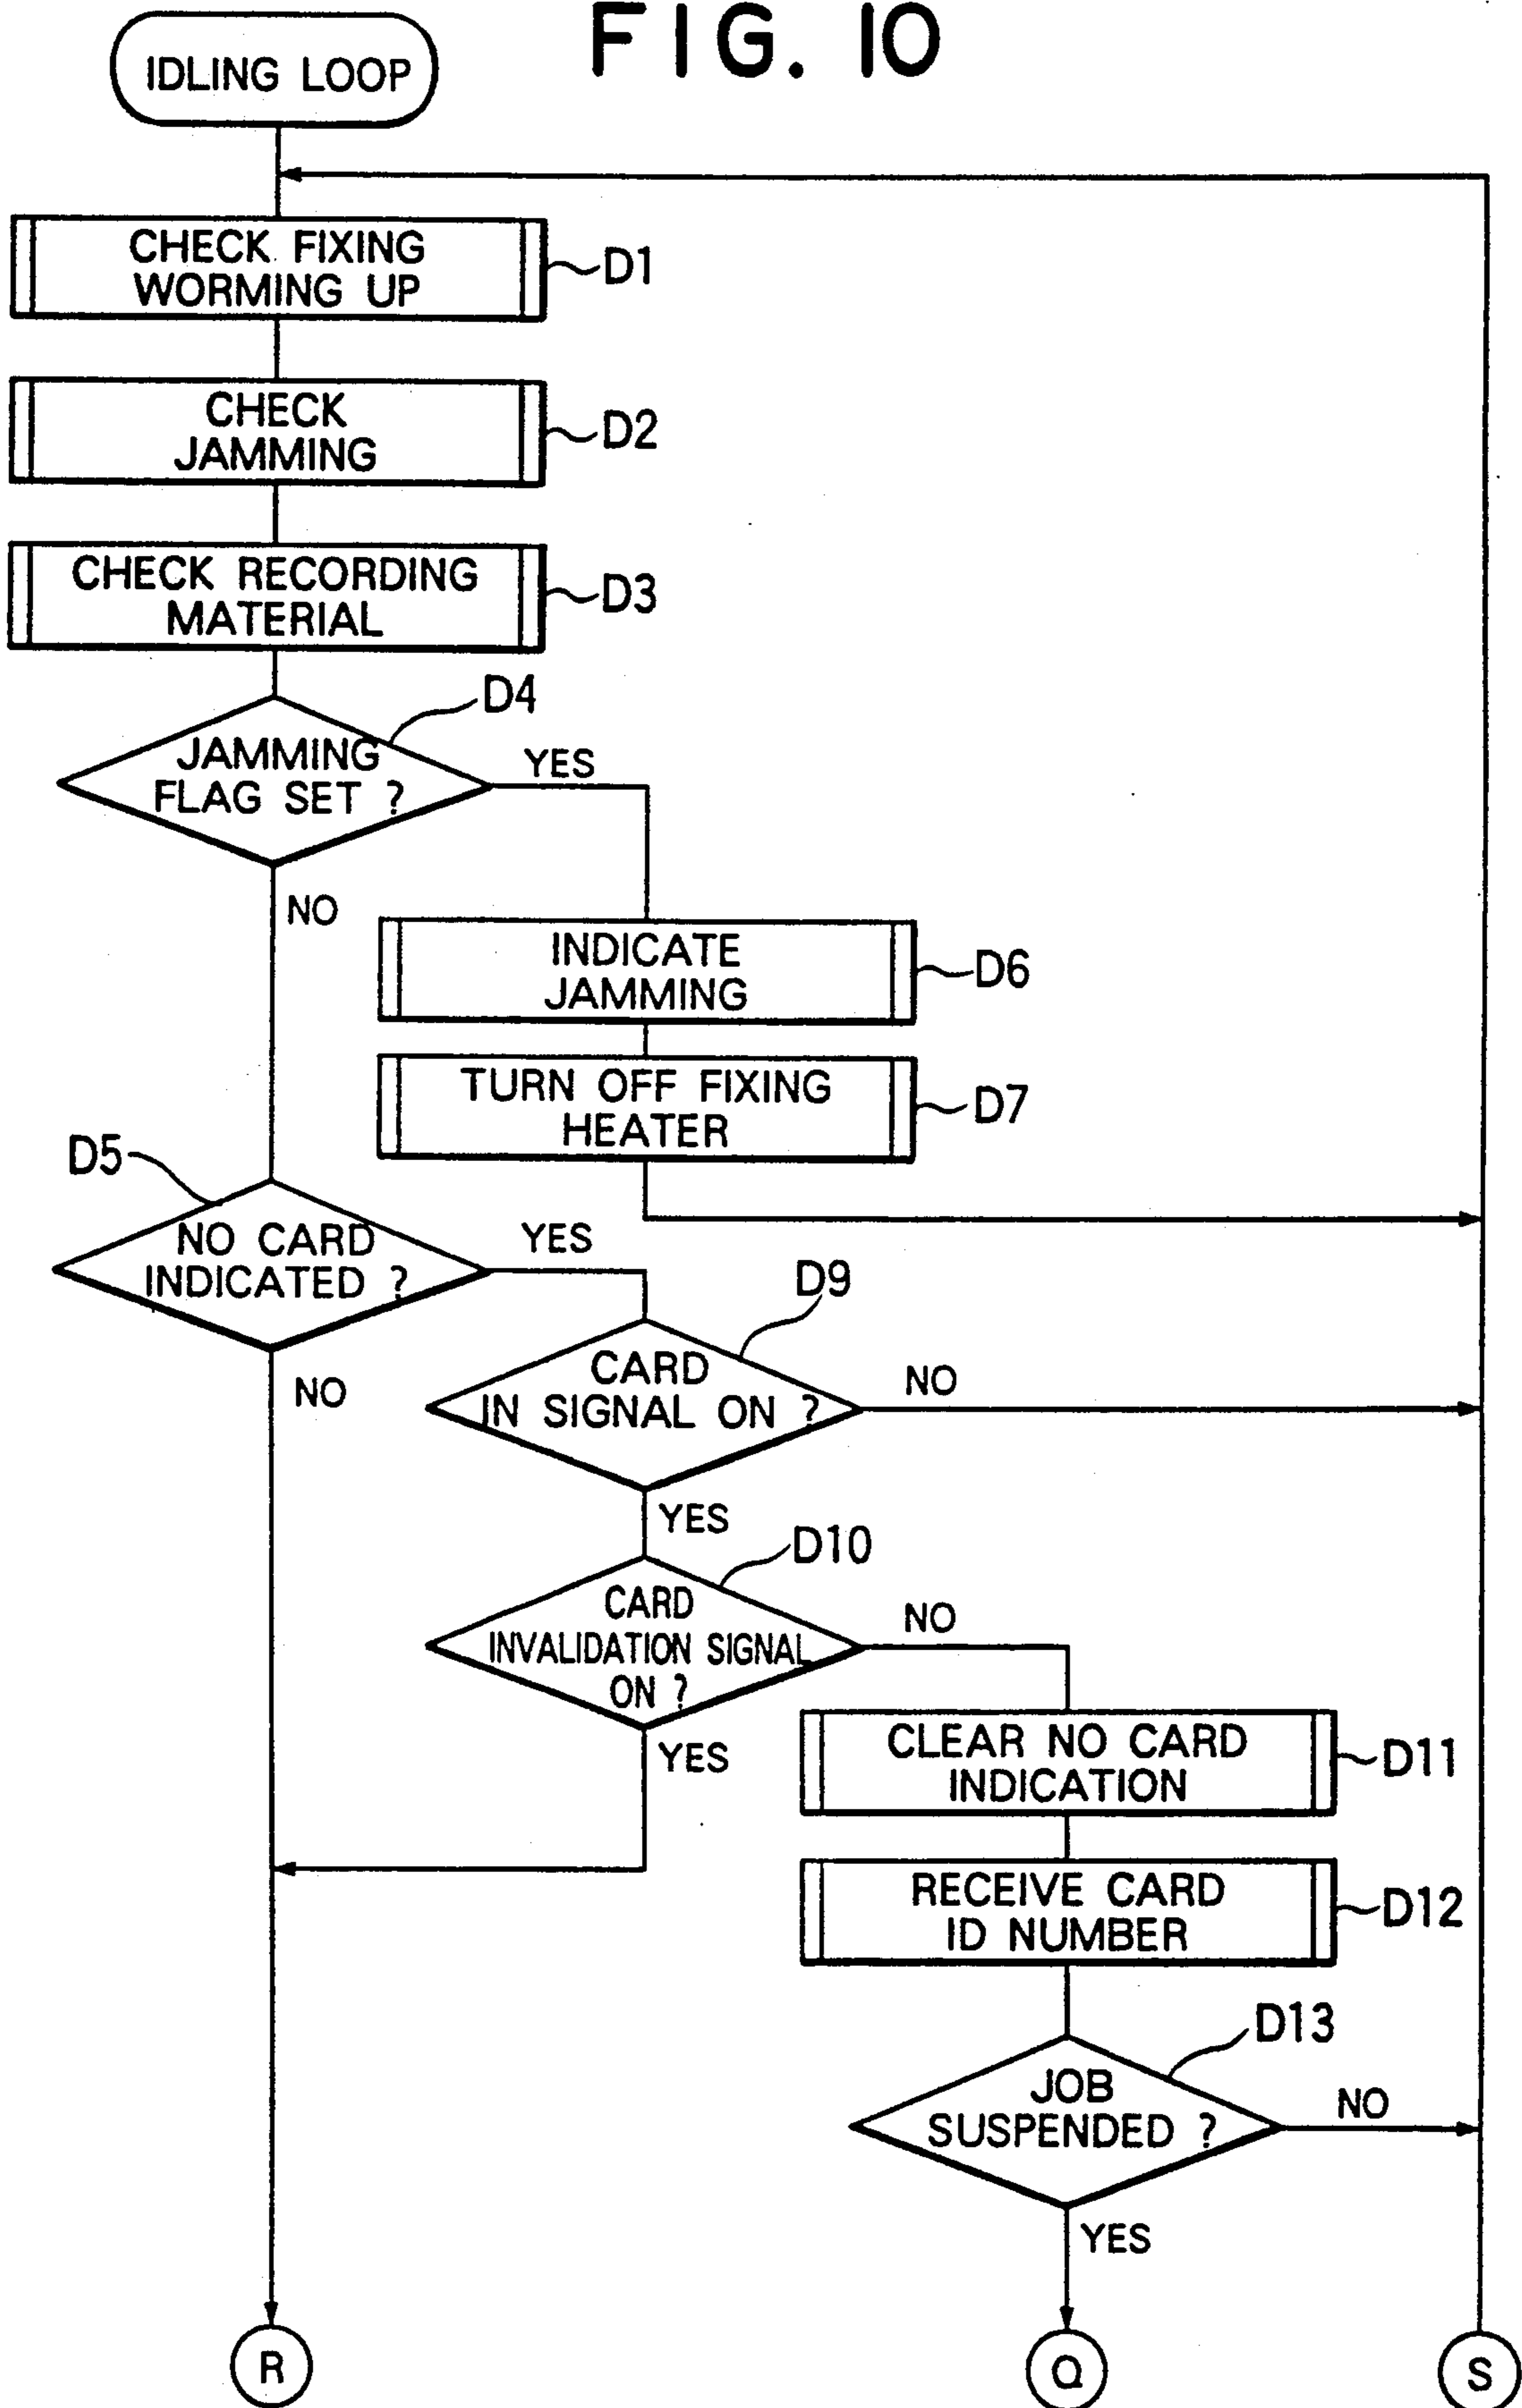 FIG. 10
IDLING LOOP
CHECK FIXING
WORMING UP
D1
CHECK
JAMMING
D2
CHECK RECORDING
MATERIAL
D3
D4
JAMMING
FLAG SET ?
YES
NO
INDICATE
JAMMING
D6
TURN OFF FIXING
HEATER
D7
D5
NO CARD
INDICATED ?
YES
NO
D9
CARD
IN SIGNAL ON ?
NO
YES
D10
CARD
INVALIDATION SIGNAL
ON ?
NO
YES
CLEAR NO CARD
INDICATION
D11
RECEIVE CARD
ID NUMBER
D12
D13
JOB
SUSPENDED ?
NO
YES
R
Q
S